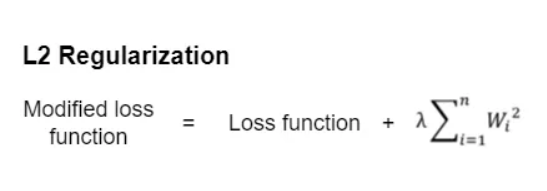 L2 Regularization
Modified loss
function = Loss function + λ∑ⁿᵢ₌₁ Wᵢ²